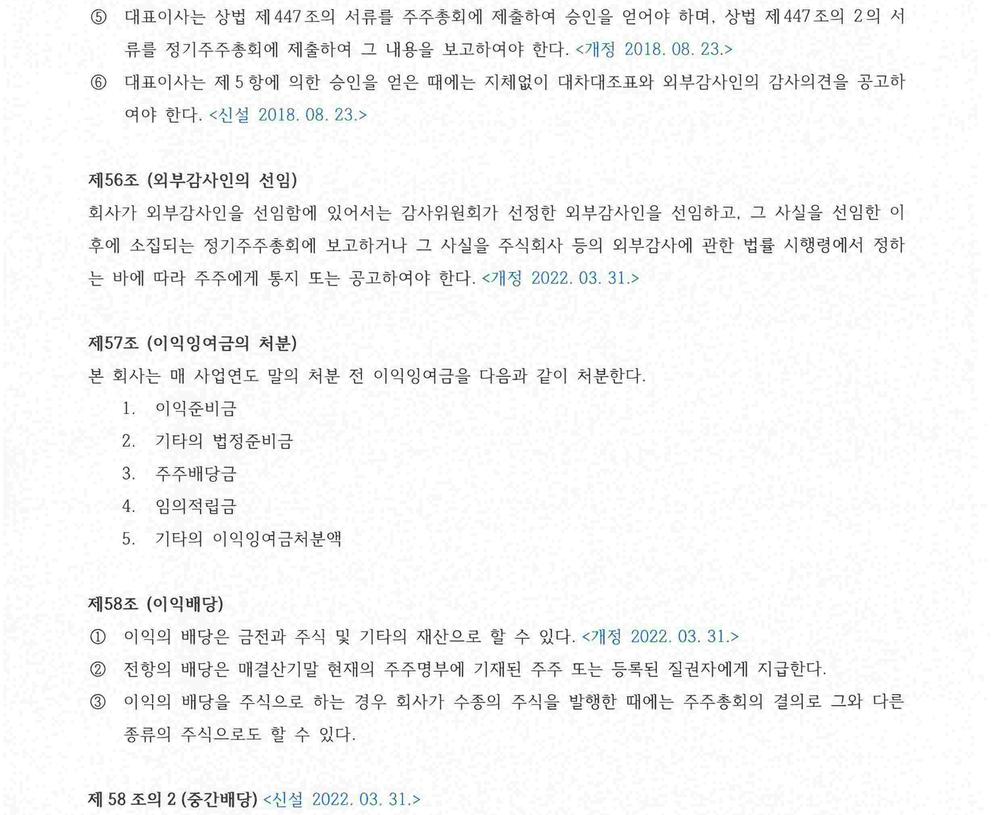 ⑤ 대표이사는 상법 제447조의 서류를 주주총회에 제출하여 승인을 얻어야 하며, 상법 제447조의 2의 서
류를 정기주주총회에 제출하여 그 내용을 보고하여야 한다. <개정 2018. 08. 23.>
⑥ 대표이사는 제5항에 의한 승인을 얻은 때에는 지체없이 대차대조표와 외부감사인의 감사의견을 공고하
여야 한다. <신설 2018. 08. 23.>
제56조 (외부감사인의 선임)
회사가 외부감사인을 선임함에 있어서는 감사위원회가 선정한 외부감사인을 선임하고, 그 사실을 선임한 이
후에 소집되는 정기주주총회에 보고하거나 그 사실을 주식회사 등의 외부감사에 관한 법률 시행령에서 정하
는 바에 따라 주주에게 통지 또는 공고하여야 한다. <개정 2022. 03. 31.>
제57조 (이익잉여금의 처분)
본 회사는 매 사업연도 말의 처분 전 이익잉여금을 다음과 같이 처분한다.
1. 이익준비금
2. 기타의 법정준비금
3. 주주배당금
4. 임의적립금
5. 기타의 이익잉여금처분액
제58조 (이익배당)
① 이익의 배당은 금전과 주식 및 기타의 재산으로 할 수 있다. <개정 2022. 03. 31.>
② 전항의 배당은 매결산기말 현재의 주주명부에 기재된 주주 또는 등록된 질권자에게 지급한다.
③ 이익의 배당을 주식으로 하는 경우 회사가 수종의 주식을 발행한 때에는 주주총회의 결의로 그와 다른
종류의 주식으로도 할 수 있다.
제 58 조의 2 (중간배당) <신설 2022. 03. 31.>